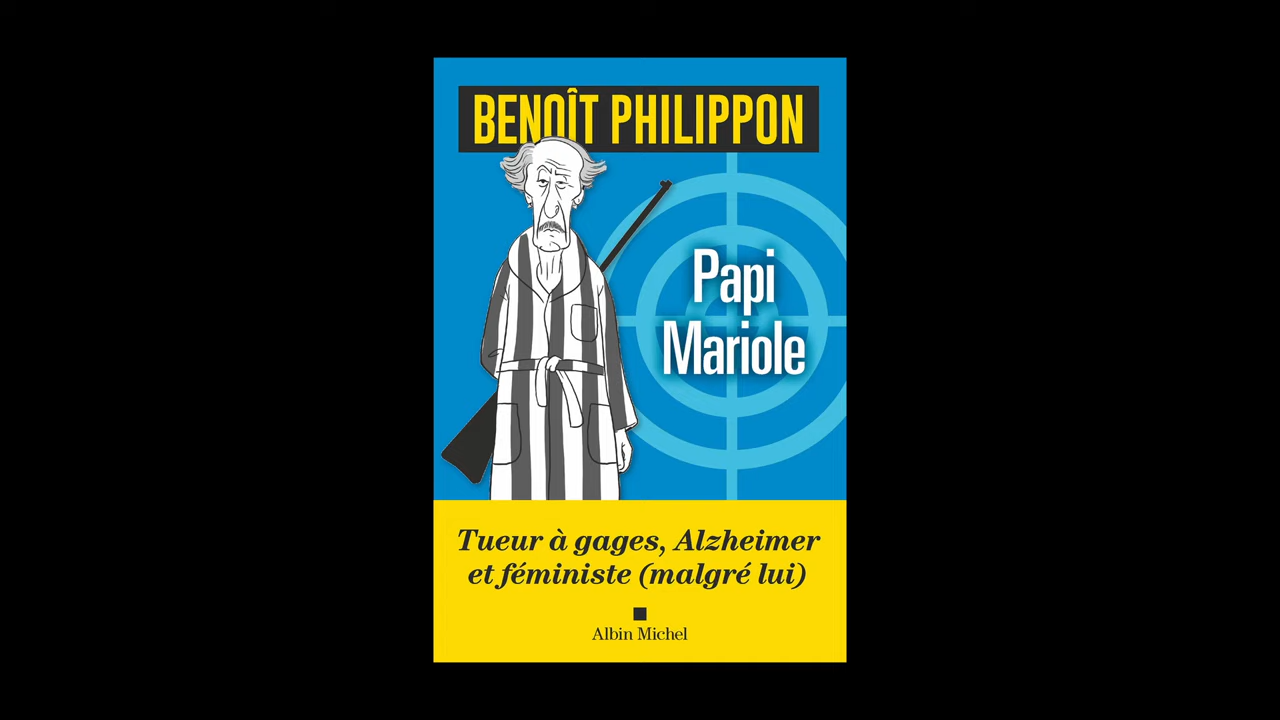 BENOÎT PHILIPPON
Papi
Mariole
Tueur à gages, Alzheimer
et féministe (malgré lui)
Albin Michel